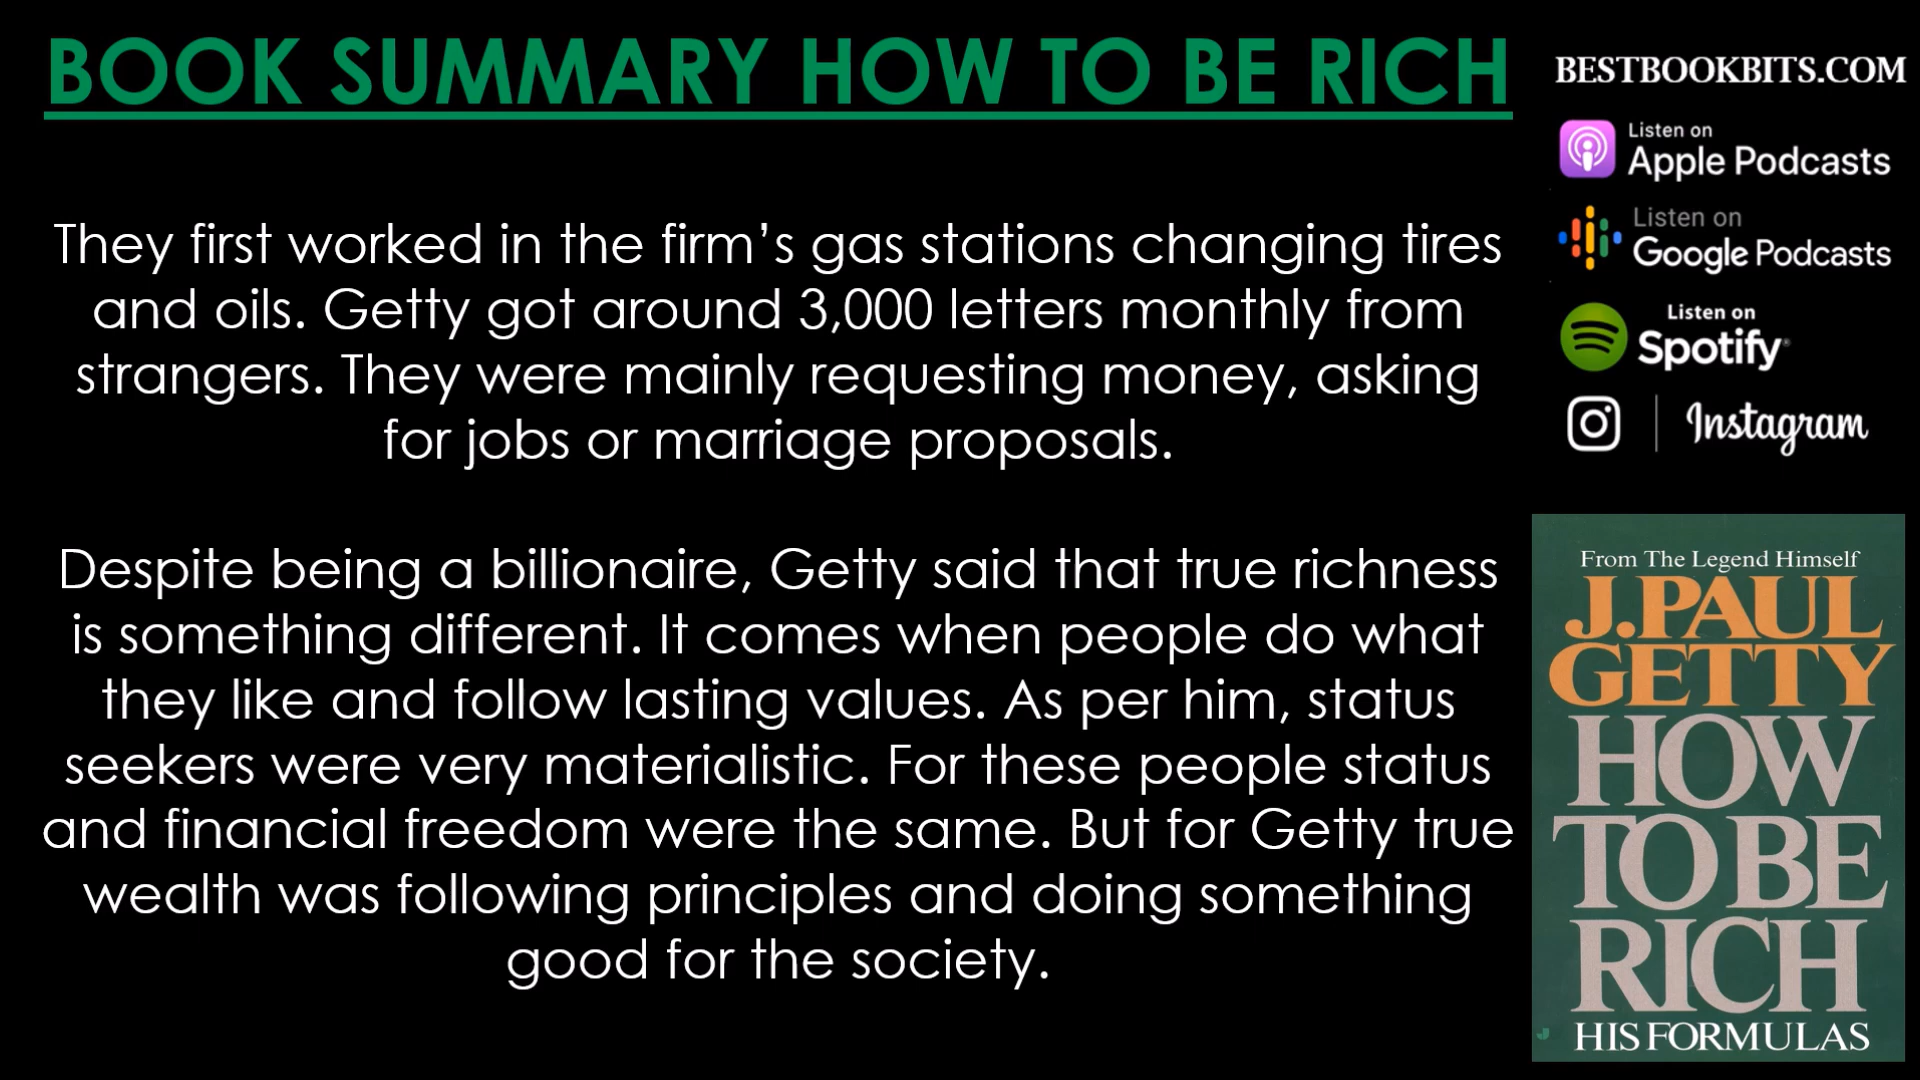 BOOK SUMMARY HOW TO BE RICH
They first worked in the firm’s gas stations changing tires
and oils. Getty got around 3,000 letters monthly from
strangers. They were mainly requesting money, asking
for jobs or marriage proposals.
Despite being a billionaire, Getty said that true richness
is something different. It comes when people do what
they like and follow lasting values. As per him, status
seekers were very materialistic. For these people status
and financial freedom were the same. But for Getty true
wealth was following principles and doing something
good for the society.
BESTBOOKBITS.COM
Listen on
Apple Podcasts
Listen on
Google Podcasts
Listen on
Spotify
Instagram
From The Legend Himself
J. PAUL
GETTY
HOW
TO BE
RICH
HIS FORMULAS